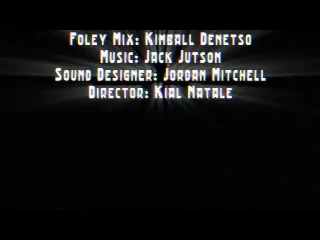 Foley Mix: Kimball Denetso
Music: Jack Jutson
Sound Designer: Jordan Mitchell
Director: Kial Natale